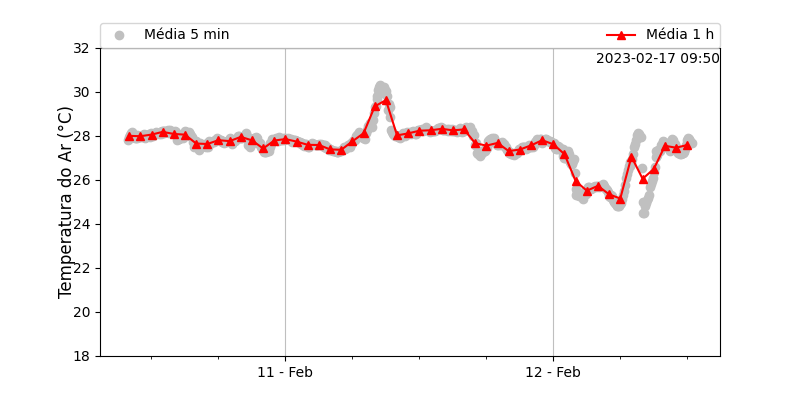 Média 5 min
Média 1 h
2023-02-17 09:50
Temperatura do Ar (°C)
32
30
28
26
24
22
20
18
11 - Feb
12 - Feb